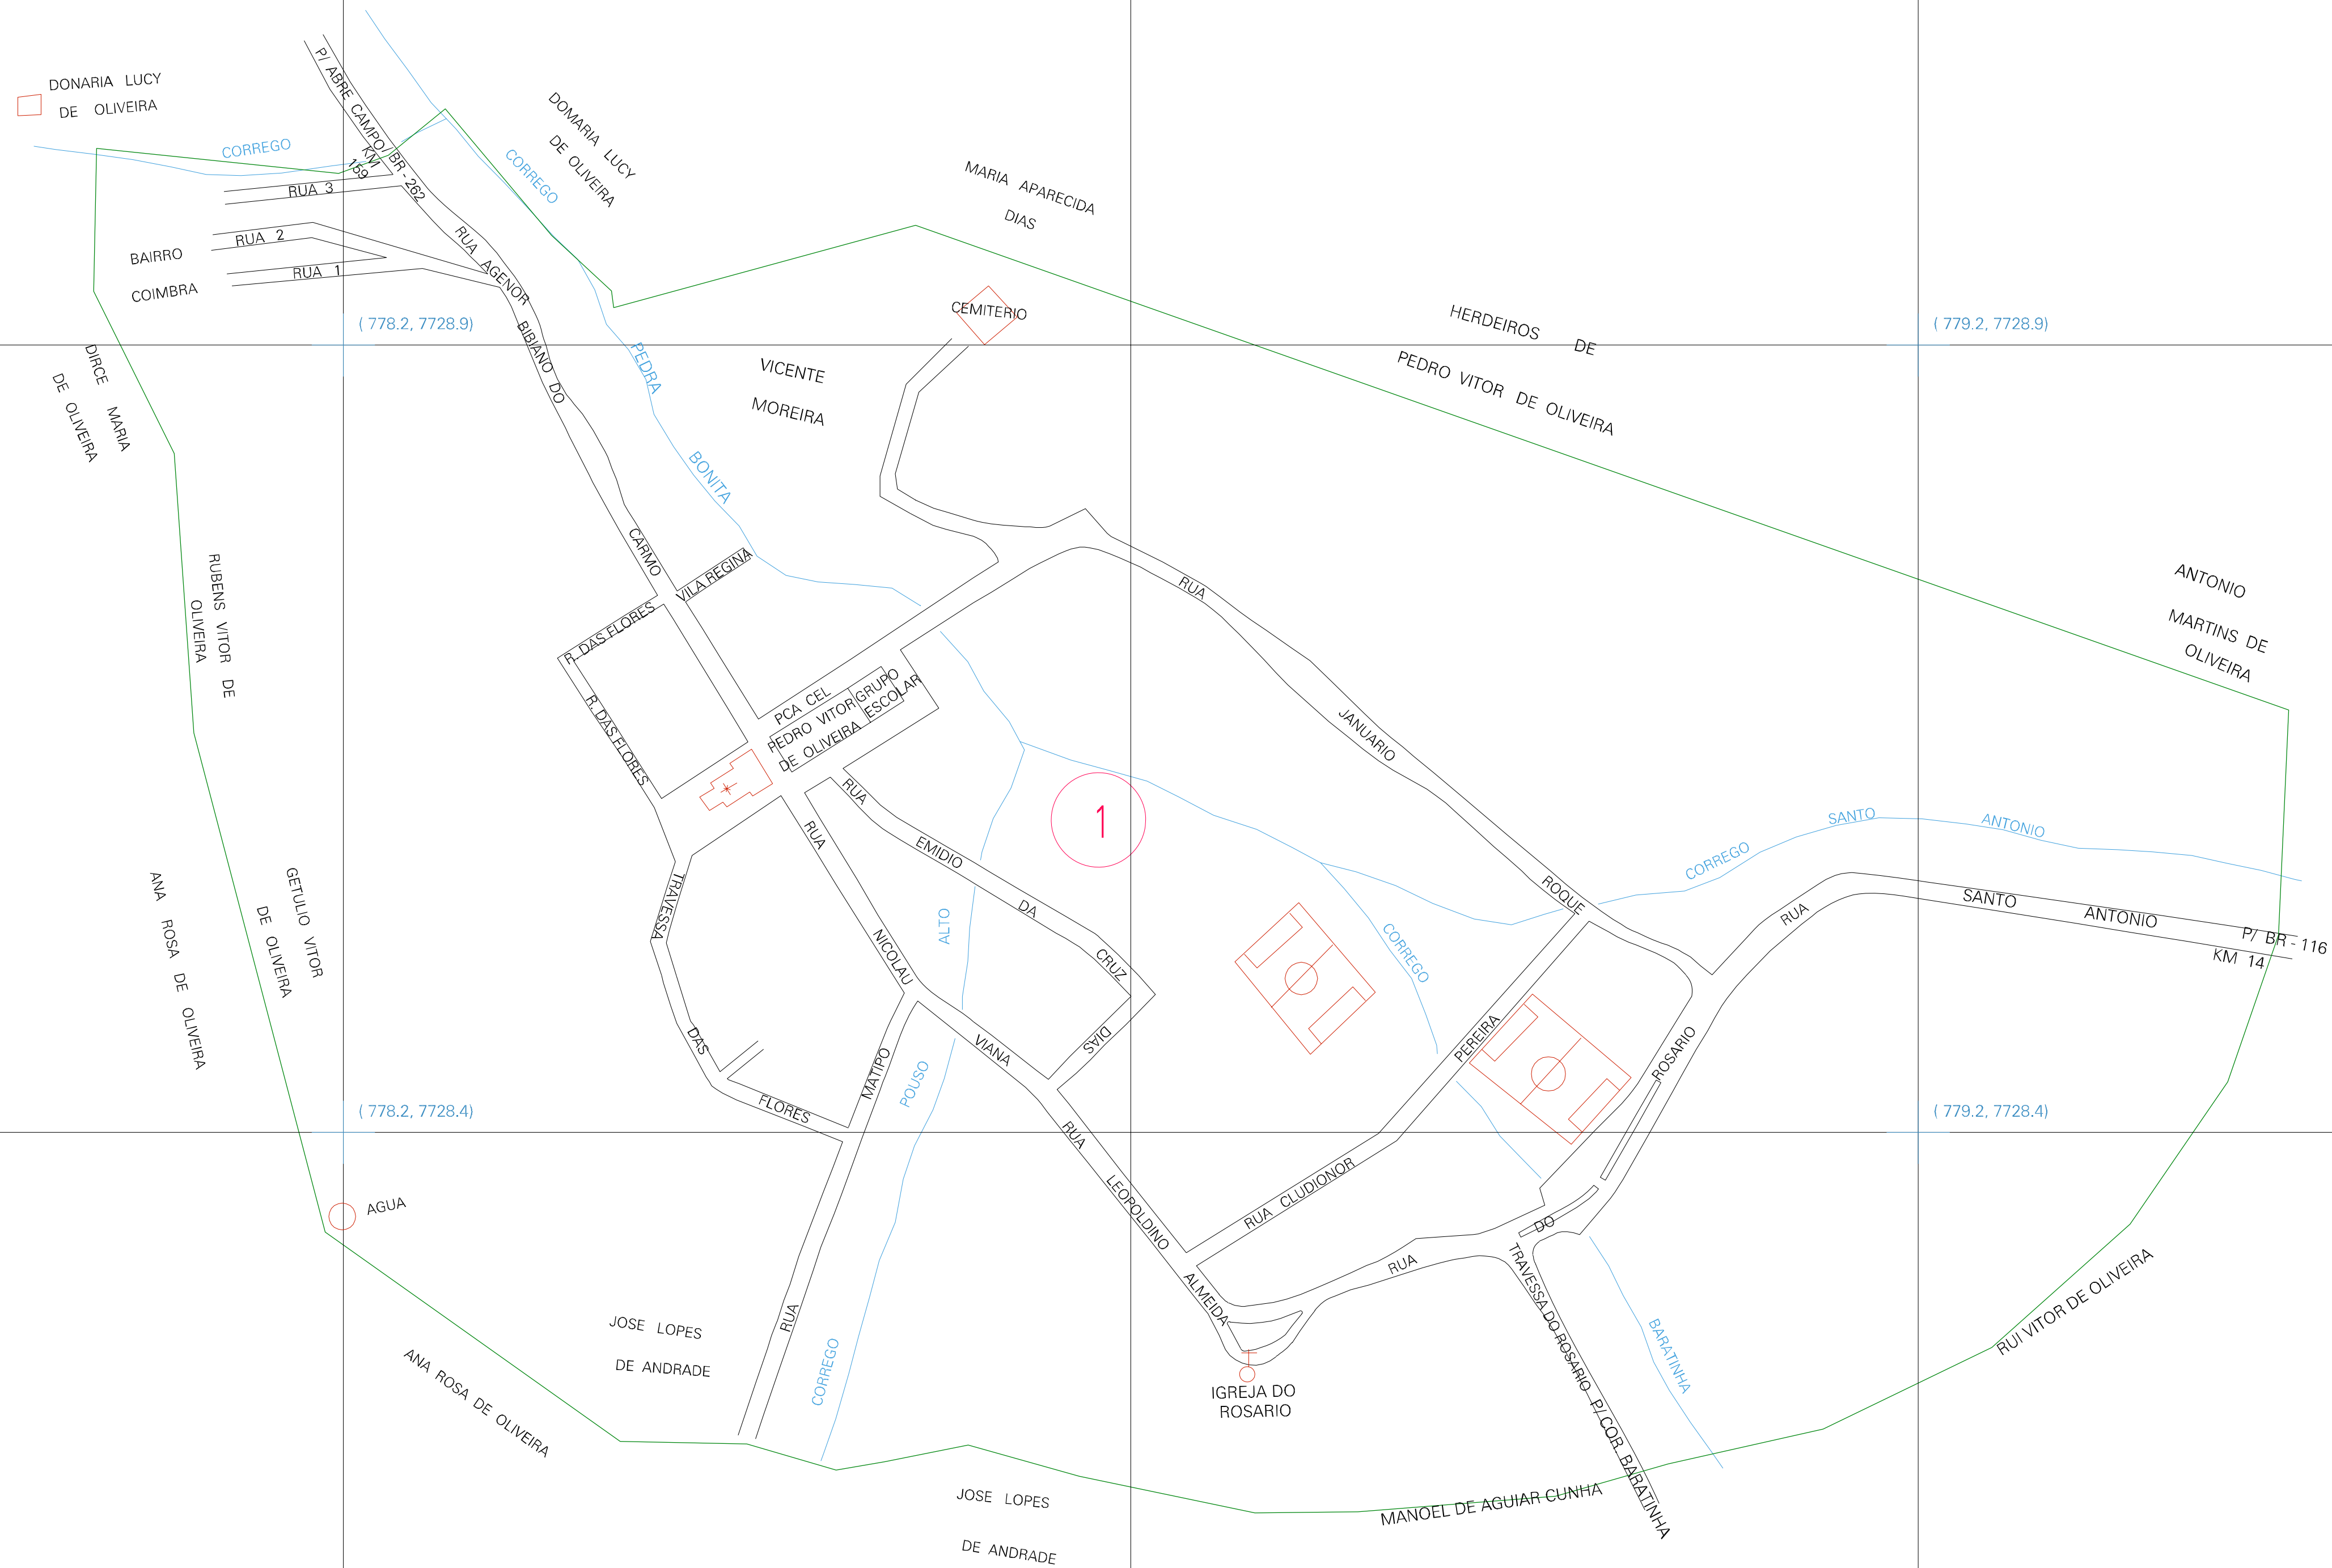 P/ ABRE CAMPO/ BR - 262
KM
159
DONARIA LUCY
DE OLIVEIRA
CORREGO
RUA 3
RUA 2
RUA 1
BAIRRO
COIMBRA
DOMARIA LUCY
DE OLIVEIRA
CORREGO
PEDRA
BONITA
MARIA APARECIDA
DIAS
CEMITERIO
VICENTE
MOREIRA
HERDEIROS DE
PEDRO VITOR DE OLIVEIRA
( 778.2, 7728.9)
( 779.2, 7728.9)
RUA AGENOR BIBIANO DO CARMO
DIRCE MARIA
DE OLIVEIRA
RUBENS VITOR DE
OLIVEIRA
VILA REGINA
R. DAS FLORES
R. DAS FLORES
PCA CEL
PEDRO VITOR
DE OLIVEIRA
GRUPO
ESCOLAR
RUA JANUARIO ROQUE
ANTONIO
MARTINS DE
OLIVEIRA
1
RUA EMIDIO DA CRUZ
DIAS
RUA NICOLAU VIANA
TRAVESSA DAS FLORES
CORREGO SANTO ANTONIO
RUA SANTO ANTONIO
P/ BR - 116
KM 14
GETULIO VITOR
DE OLIVEIRA
ANA ROSA DE OLIVEIRA
CORREGO POUSO ALTO
CORREGO
BARATINHA
RUA MATIPO
RUA CLUDIONOR PEREIRA
RUA DO ROSARIO
RUA LEOPOLDINO ALMEIDA
( 778.2, 7728.4)
( 779.2, 7728.4)
AGUA
TRAVESSA DO ROSARIO P/ COR. BARATINHA
IGREJA DO
ROSARIO
JOSE LOPES
DE ANDRADE
ANA ROSA DE OLIVEIRA
RUI VITOR DE OLIVEIRA
MANOEL DE AGUIAR CUNHA
JOSE LOPES
DE ANDRADE